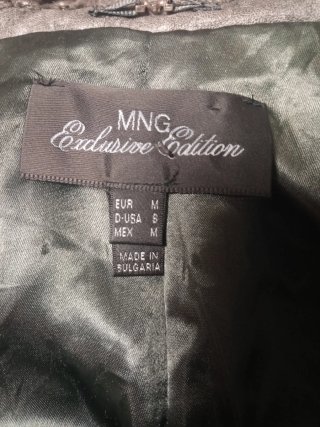 MNG
Exclusive Edition
EUR M
D-USA S
MEX M
MADE IN
BULGARIA